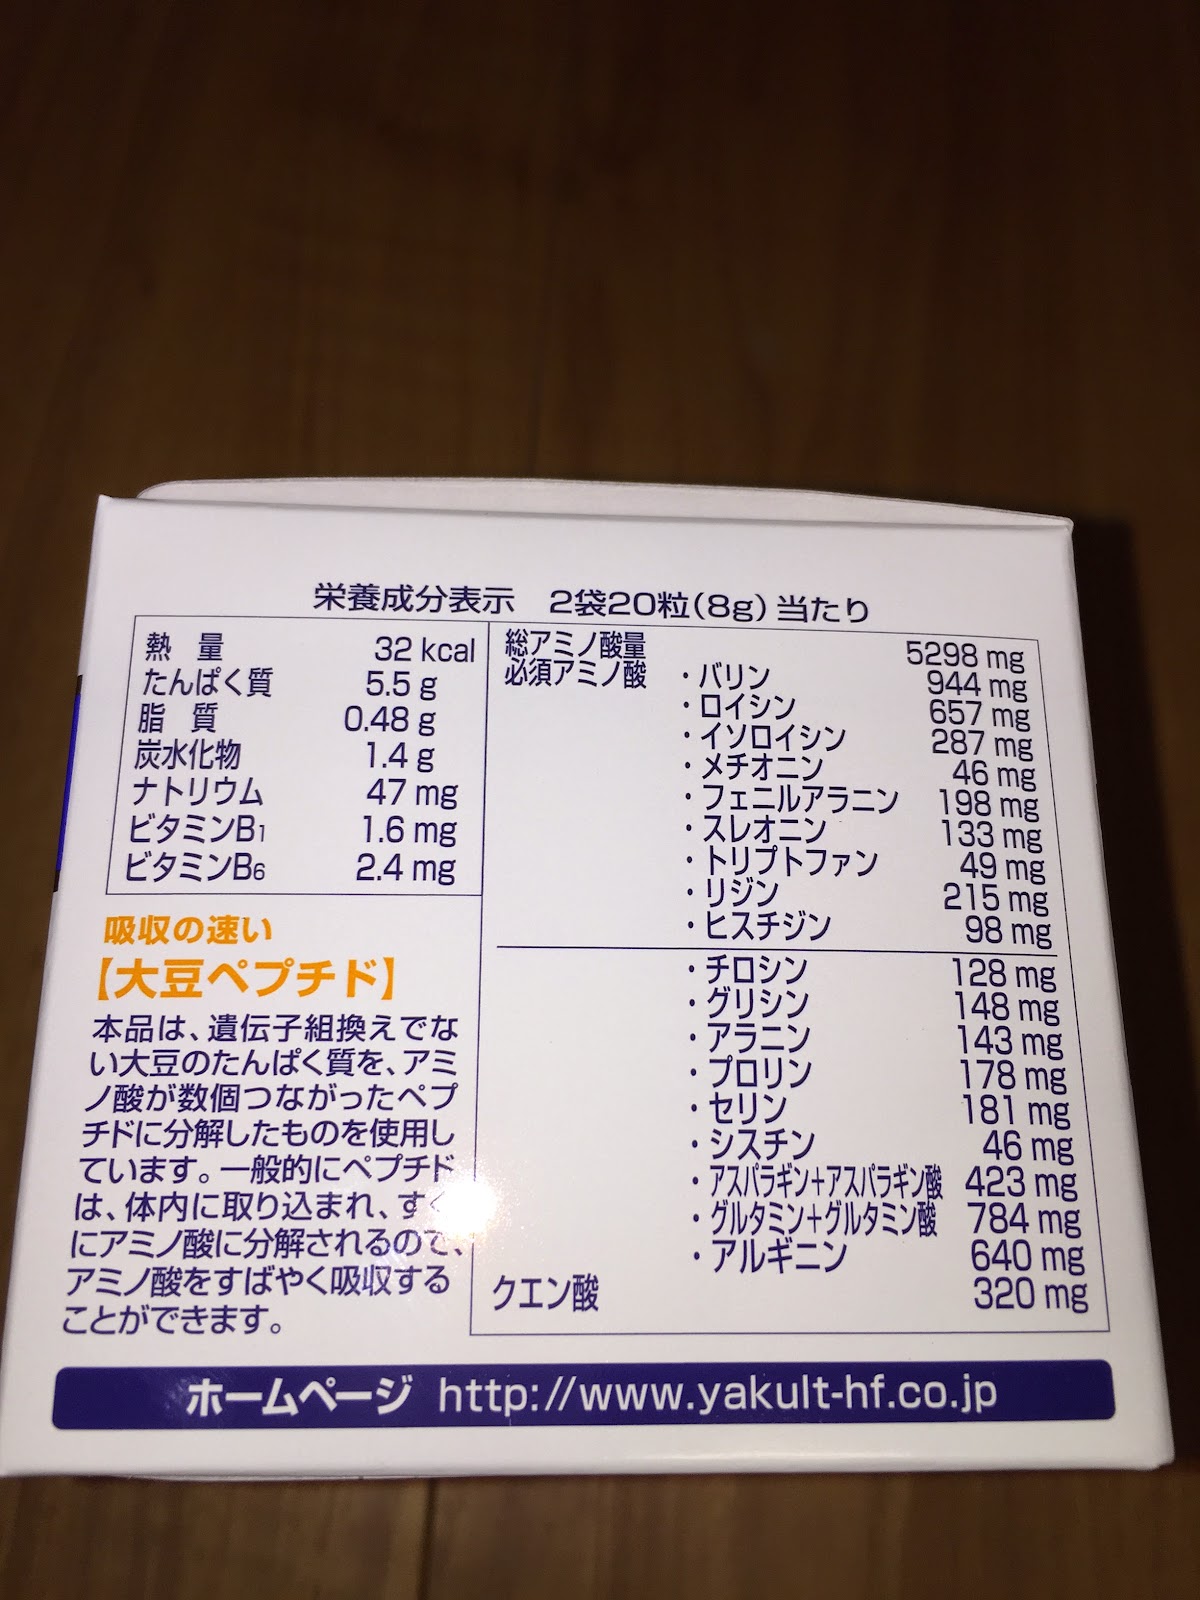 栄養成分表示 2袋20粒(8g)当たり
熱 量 32 kcal
たんぱく質 5.5 g
脂 質 0.48 g
炭水化物 1.4 g
ナトリウム 47 mg
ビタミンB1 1.6 mg
ビタミンB6 2.4 mg
吸収の速い
【大豆ペプチド】
本品は、遺伝子組換えでな
い大豆のたんぱく質を、アミ
ノ酸が数個つながったペプ
チドに分解したものを使用し
ています。一般的にペプチド
は、体内に取り込まれ、すぐ
にアミノ酸に分解されるので、
アミノ酸をすばやく吸収する
ことができます。
総アミノ酸量 5298 mg
必須アミノ酸 ・バリン 944 mg
・ロイシン 657 mg
・イソロイシン 287 mg
・メチオニン 46 mg
・フェニルアラニン 198 mg
・スレオニン 133 mg
・トリプトファン 49 mg
・リジン 215 mg
・ヒスチジン 98 mg
・チロシン 128 mg
・グリシン 148 mg
・アラニン 143 mg
・プロリン 178 mg
・セリン 181 mg
・シスチン 46 mg
・アスパラギン+アスパラギン酸 423 mg
・グルタミン+グルタミン酸 784 mg
・アルギニン 640 mg
クエン酸 320 mg
ホームページ http://www.yakult-hf.co.jp